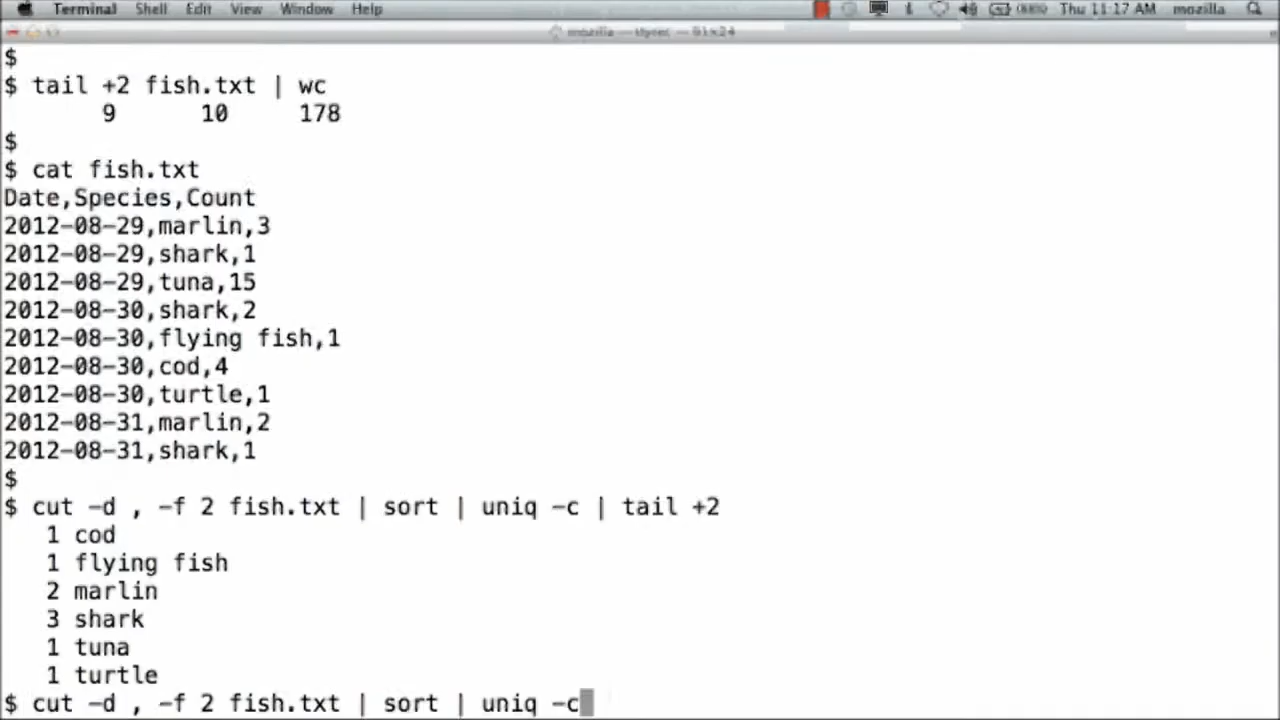 Terminal Shell Edit View Window Help Thu 11:17 AM mozilla
$
$ tail +2 fish.txt | wc
9 10 178
$
$ cat fish.txt
Date,Species,Count
2012-08-29,marlin,3
2012-08-29,shark,1
2012-08-29,tuna,15
2012-08-30,shark,2
2012-08-30,flying fish,1
2012-08-30,cod,4
2012-08-30,turtle,1
2012-08-31,marlin,2
2012-08-31,shark,1
$
$ cut -d , -f 2 fish.txt | sort | uniq -c | tail +2
1 cod
1 flying fish
2 marlin
3 shark
1 tuna
1 turtle
$ cut -d , -f 2 fish.txt | sort | uniq -c